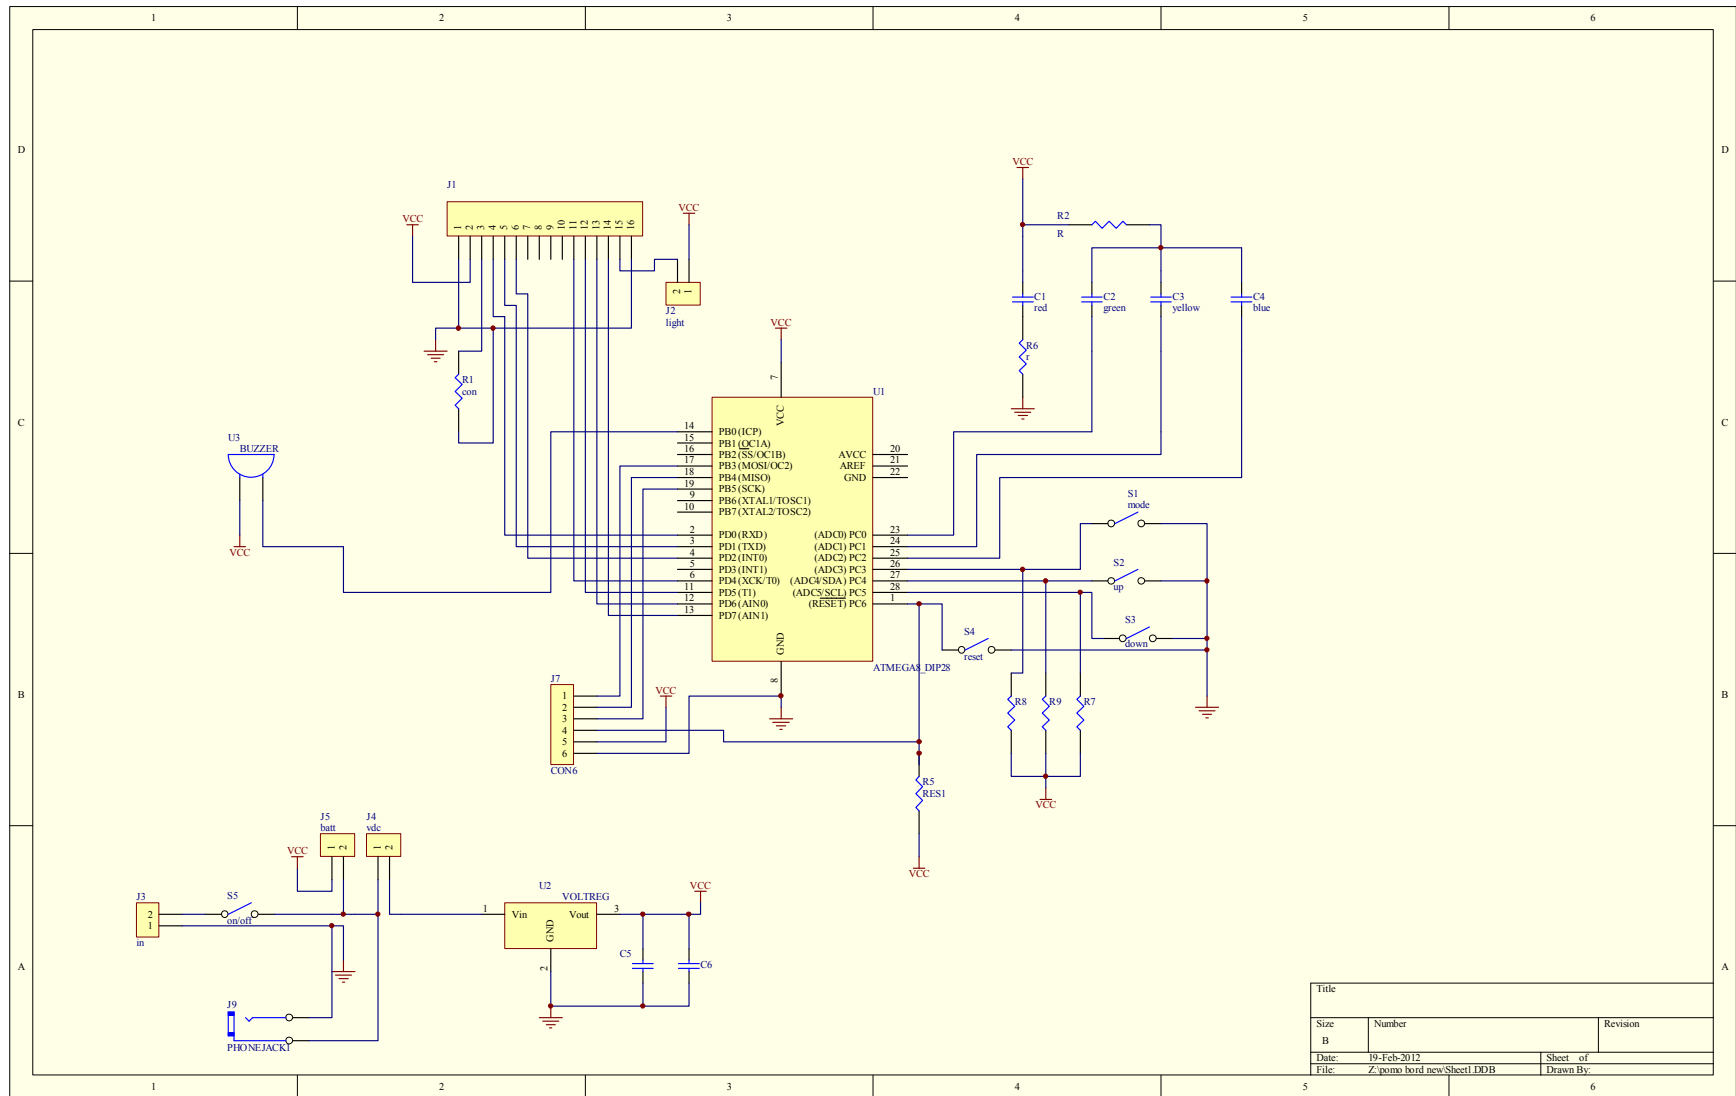 1 2 3 4 5 6
D D
C C
B B
A A
J1
1 2 3 4 5 6 7 8 9 10 11 12 13 14 15 16
VCC
VCC
2 1
J2
light
R1
con
U3
BUZZER
VCC
VCC
R2
R
C1
red
C2
green
C3
yellow
C4
blue
R6
r
VCC
7
VCC
U1
14 PB0 (ICP)
15 PB1 (OC1A)
16 PB2 (SS/OC1B)
17 PB3 (MOSI/OC2)
18 PB4 (MISO)
19 PB5 (SCK)
9 PB6 (XTAL1/TOSC1)
10 PB7 (XTAL2/TOSC2)
2 PD0 (RXD)
3 PD1 (TXD)
4 PD2 (INT0)
5 PD3 (INT1)
6 PD4 (XCK/T0)
11 PD5 (T1)
12 PD6 (AIN0)
13 PD7 (AIN1)
AVCC 20
AREF 21
GND 22
(ADC0) PC0 23
(ADC1) PC1 24
(ADC2) PC2 25
(ADC3) PC3 26
(ADC4/SDA) PC4 27
(ADC5/SCL) PC5 28
(RESET) PC6 1
GND
8
ATMEGA8_DIP28
S1
mode
S2
up
S3
down
S4
reset
R8
R9
R7
VCC
R5
RES1
VCC
J7
1
2
3
4
5
6
CON6
VCC
J5
batt
1 2
J4
vdc
1 2
VCC
J3
2
1
in
S5
on/off
J9
PHONEJACK1
U2
VOLTREG
1 Vin
Vout 3
GND
2
VCC
C5
C6
Title
Size
B
Number
Revision
Date: 19-Feb-2012
Sheet of
File: Z:\pomo bord new\Sheet1.DDB
Drawn By:
1 2 3 4 5 6